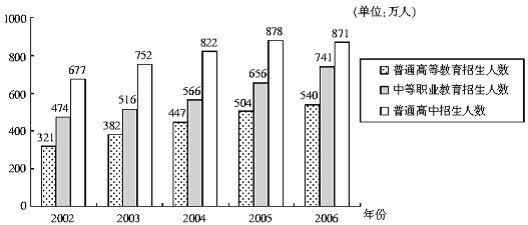 (单位:万人)
1000
800
600
400
200
0
321 474 677
382 516 752
447 566 822
504 656 878
540 741 871
2002 2003 2004 2005 2006 年份
普通高等教育招生人数
中等职业教育招生人数
普通高中招生人数